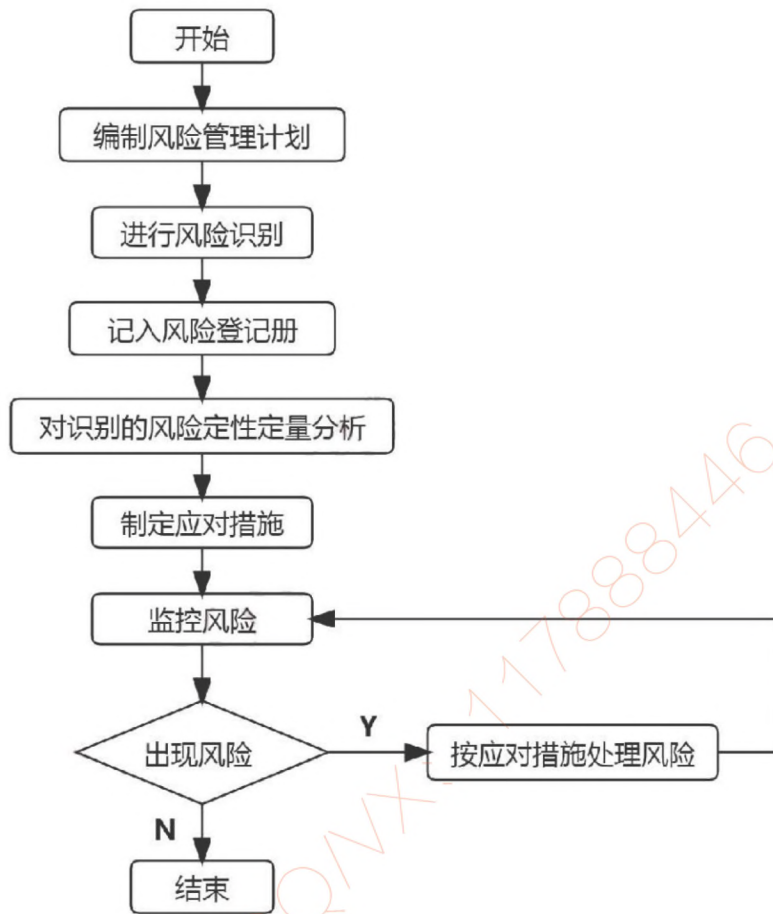 开始
编制风险管理计划
进行风险识别
记入风险登记册
对识别的风险定性定量分析
制定应对措施
监控风险
出现风险
Y
按应对措施处理风险
N
结束